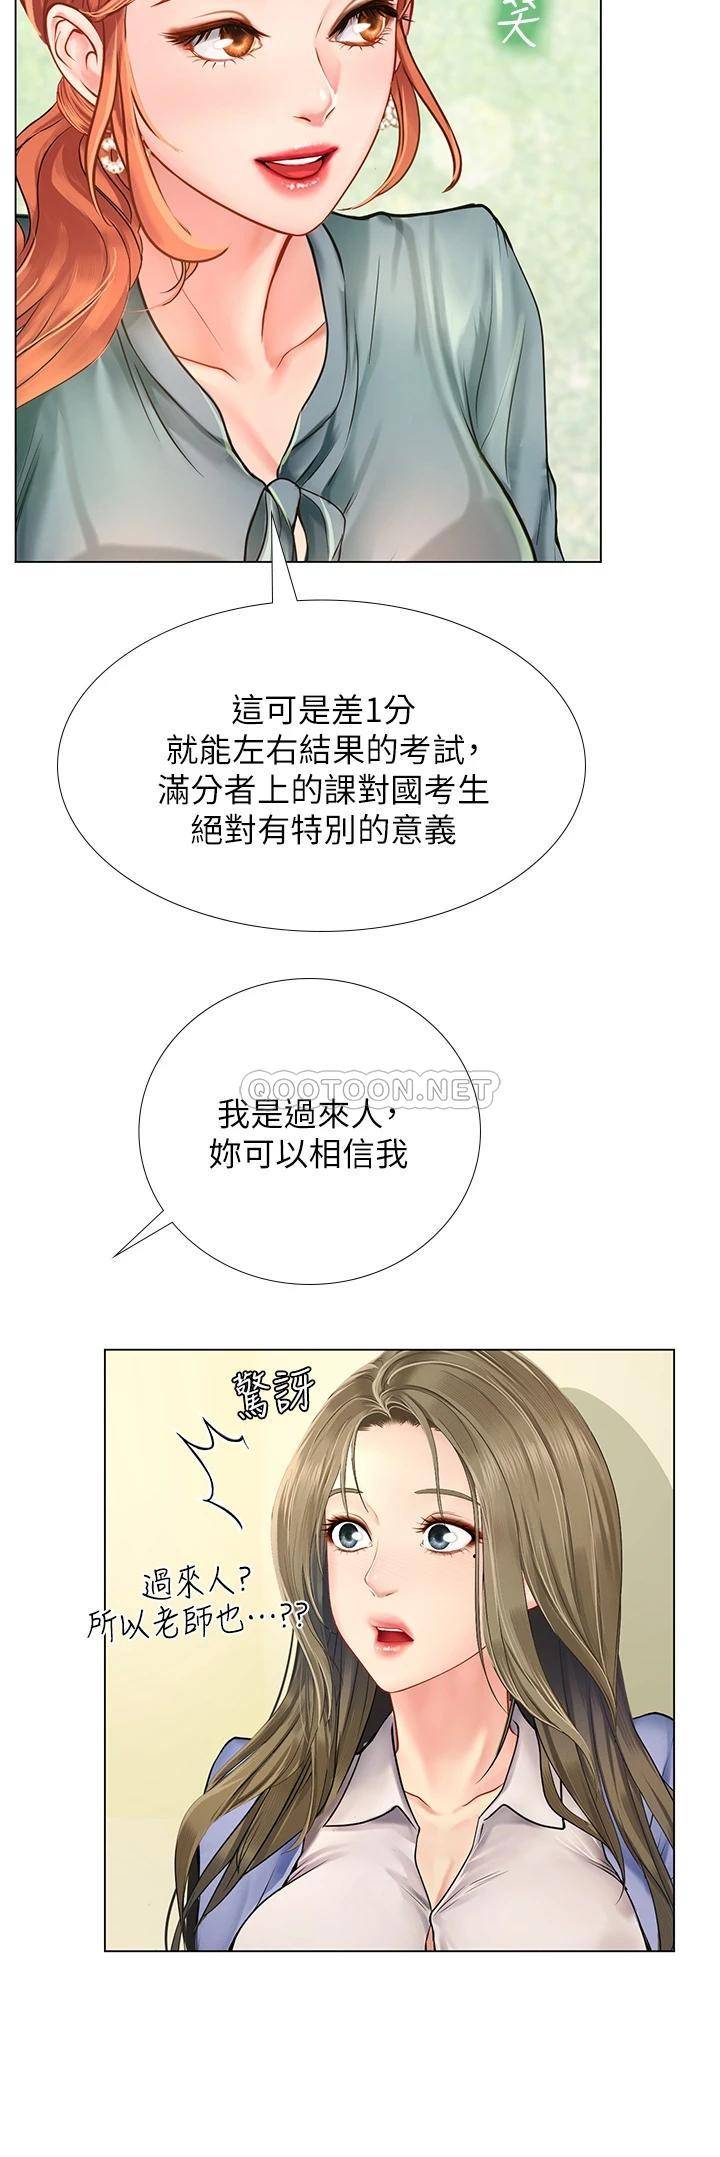 笑
這可是差1分
就能左右結果的考試，
滿分者上的課對國考生
絕對有特別的意義
QOOTOON.NET
我是過來人，
妳可以相信我
驚訝
過來人？
所以老師也…??